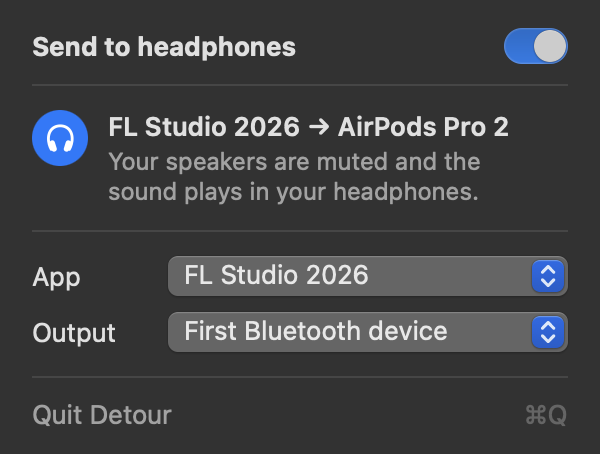 Send to headphones
FL Studio 2026 → AirPods Pro 2
Your speakers are muted and the
sound plays in your headphones.
App
FL Studio 2026
Output
First Bluetooth device
Quit Detour
⌘Q